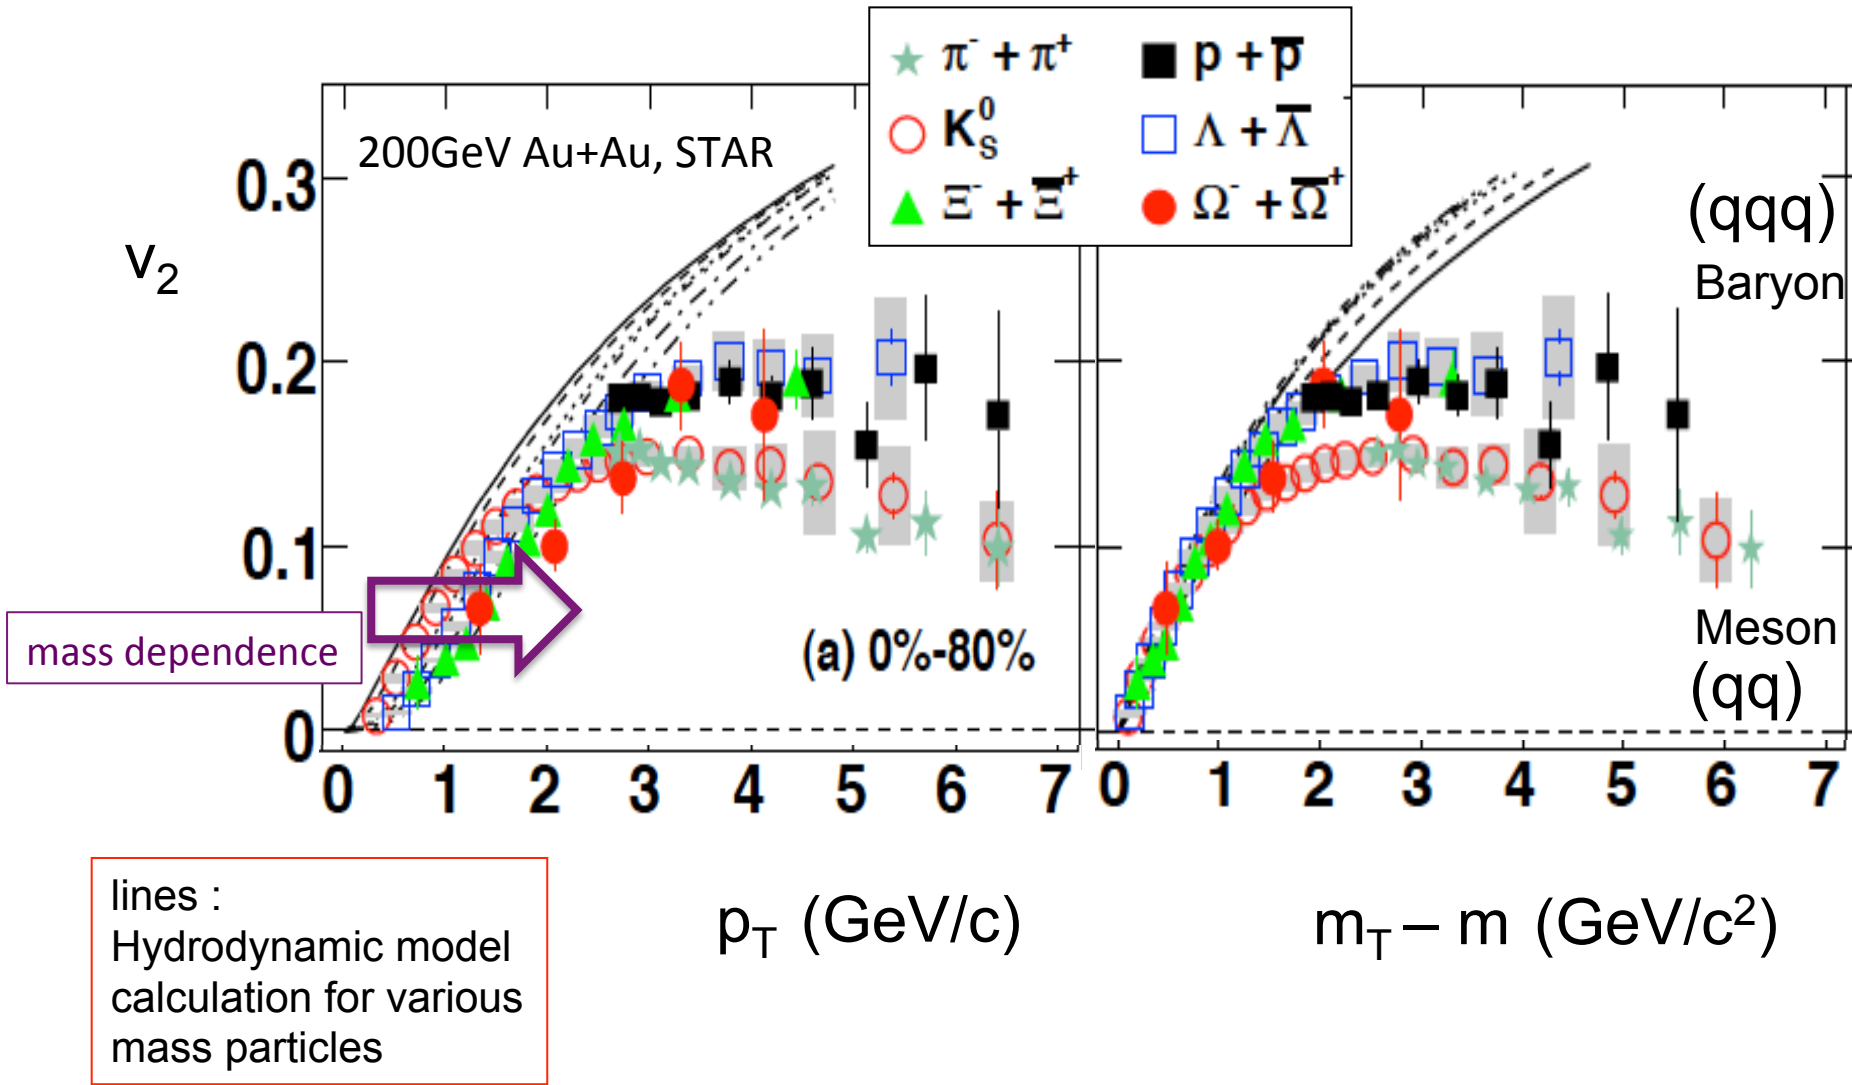 π⁻ + π⁺
p + p̅
K⁰S
Λ + Λ̅
Ξ⁻ + Ξ̅⁺
Ω⁻ + Ω̅⁺
200GeV Au+Au, STAR
v₂
0.3
0.2
0.1
0
(qqq)
Baryon
mass dependence
(a) 0%-80%
Meson
(qq)
0 1 2 3 4 5 6 7
0 1 2 3 4 5 6 7
pT (GeV/c)
mT – m (GeV/c²)
lines :
Hydrodynamic model
calculation for various
mass particles